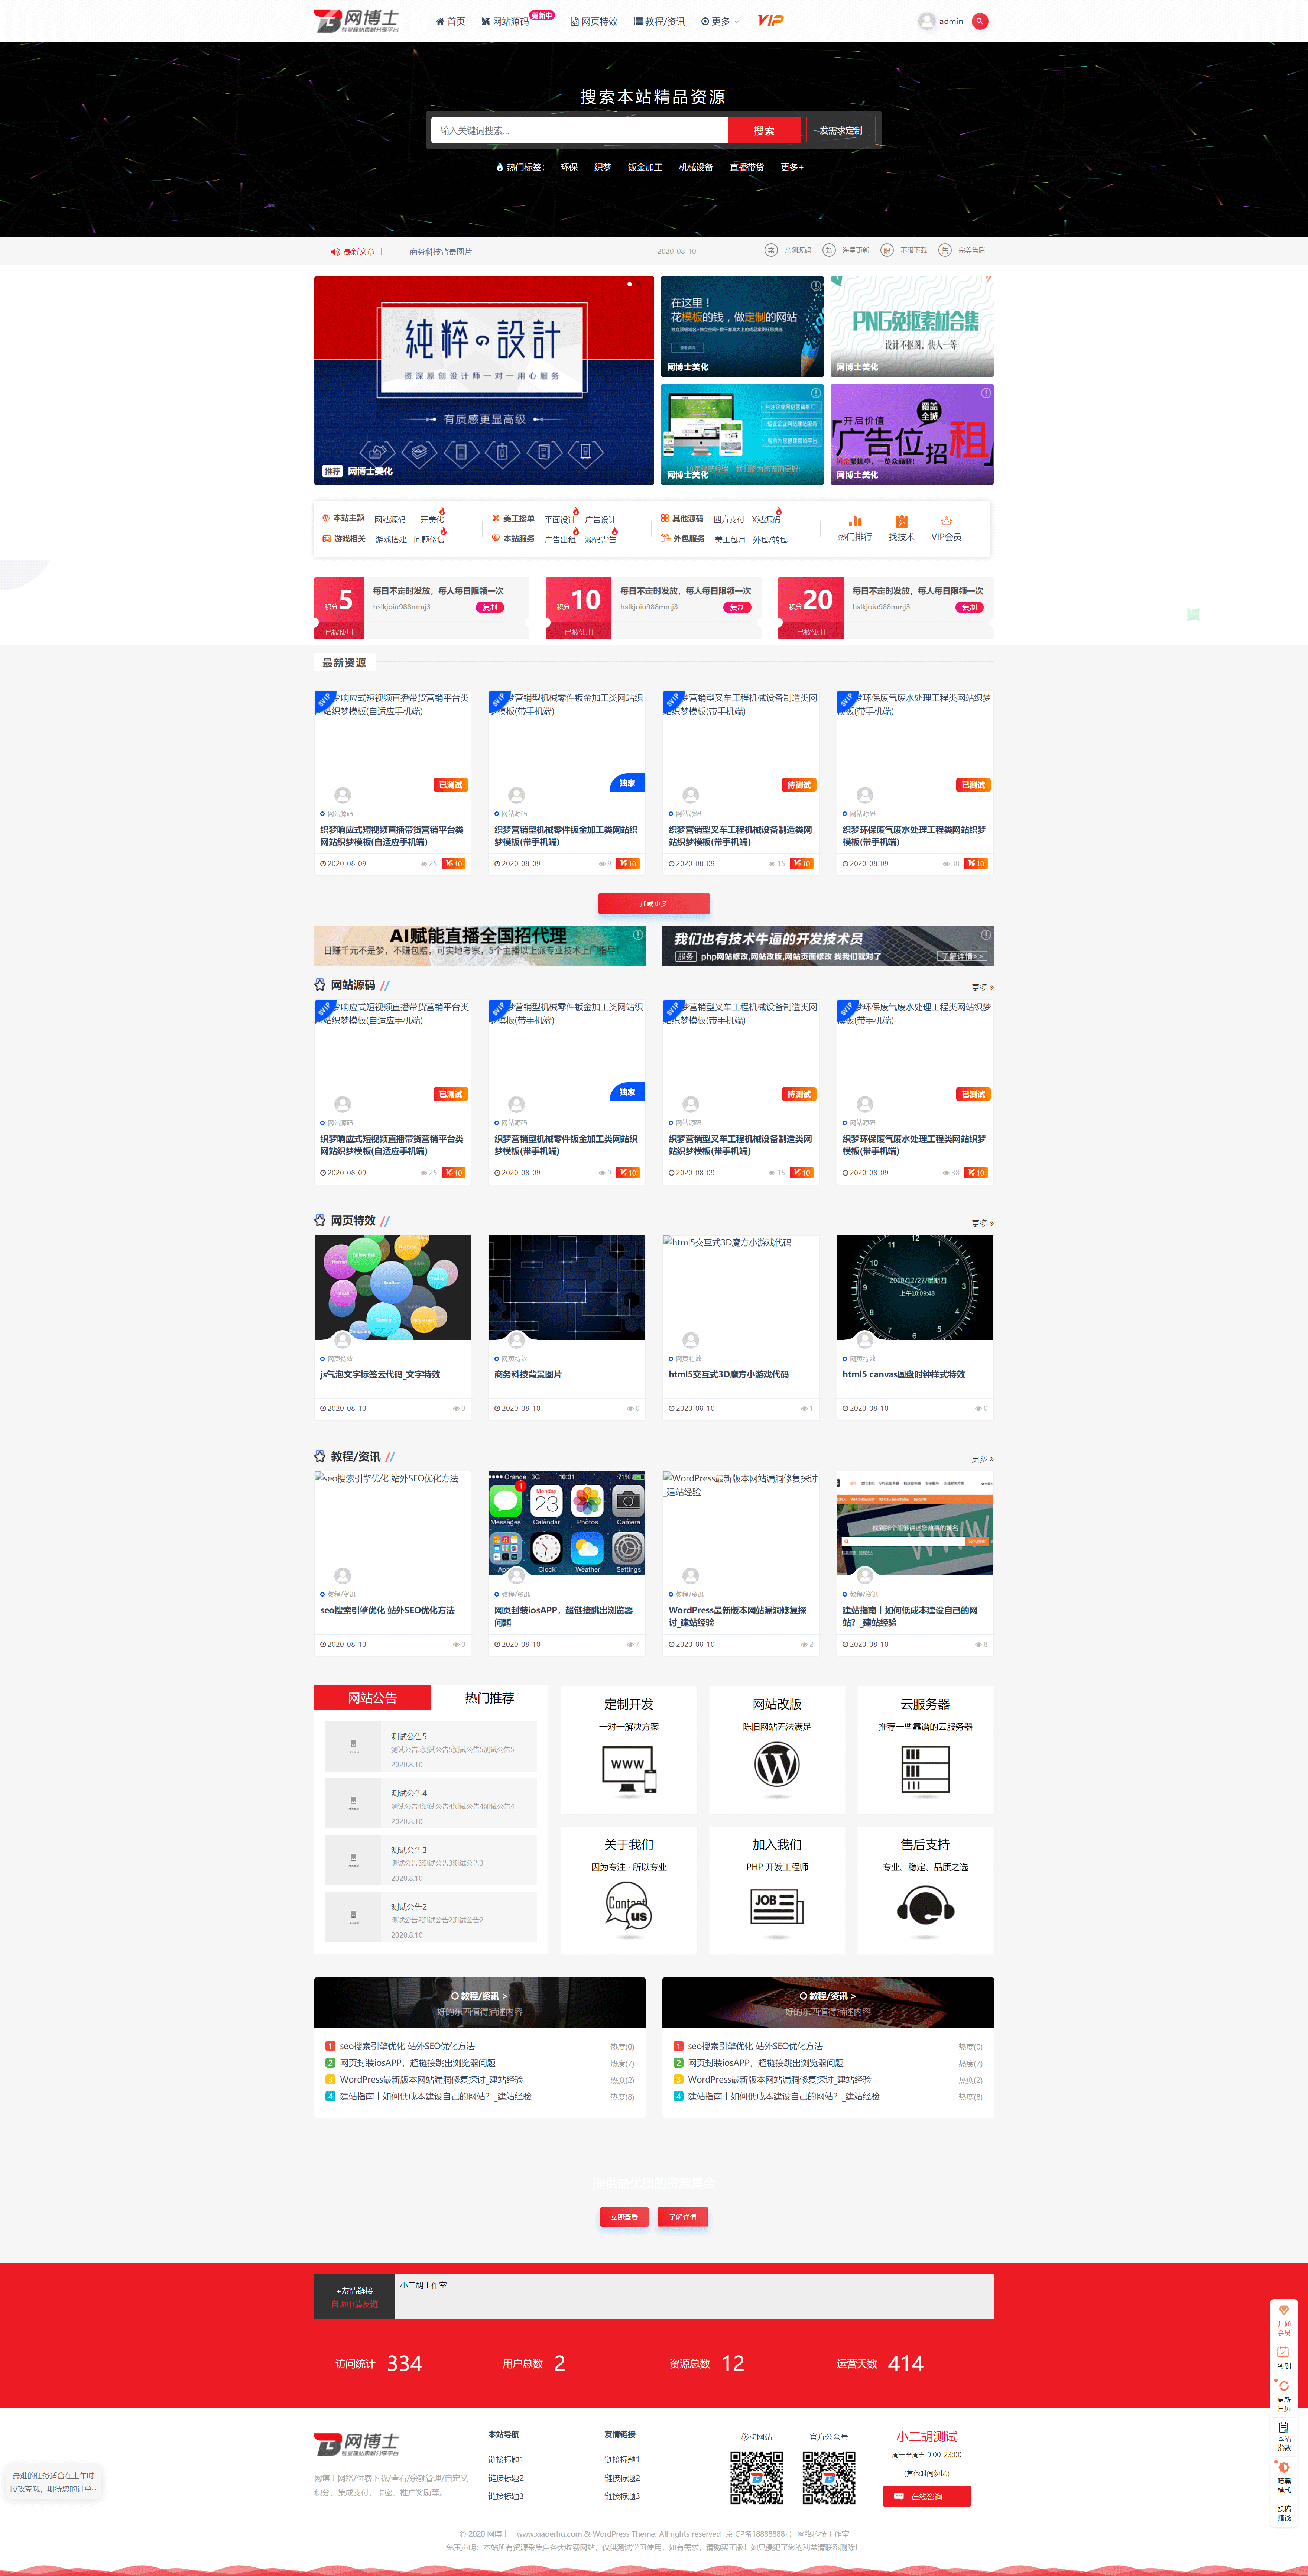 网博士
专业建站素材分享平台
首页
网站源码
更新中
网页特效
教程/资讯
更多
VIP
admin
搜索本站精品资源
输入关键词搜索...
搜索
~发需求定制
热门标签：
环保
织梦
钣金加工
机械设备
直播带货
更多+
最新文章
商务科技背景图片
2020-08-10
亲 亲测源码
新 海量更新
限 不限下载
售 完美售后
純粹の設計
资深原创设计师一对一用心服务
有质感更显高级
推荐 网博士美化
在这里！
花模板的钱，做定制的网站
网博士美化
PNG免抠素材合集
网博士美化
网博士美化
覆盖全城
开启价值
广告位招租
网博士美化
本站主题 网站源码 二开美化
游戏相关 游戏搭建 问题修复
美工接单 平面设计 广告设计
本站服务 广告出租 源码寄售
其他源码 四方支付 X站源码
外包服务 美工包月 外包/转包
热门排行
找技术
VIP会员
积分5
已被使用
每日不定时发放，每人每日限领一次
hslkjoiu988mmj3
复制
积分10
已被使用
每日不定时发放，每人每日限领一次
hslkjoiu988mmj3
复制
积分20
已被使用
每日不定时发放，每人每日限领一次
hslkjoiu988mmj3
复制
最新资源
SVIP
梦响应式短视频直播带货营销平台类
站织梦模板(自适应手机端)
已测试
网站源码
织梦响应式短视频直播带货营销平台类
网站织梦模板(自适应手机端)
2020-08-09
25
10
SVIP
梦营销型机械零件钣金加工类网站织
模板(带手机端)
独家
网站源码
织梦营销型机械零件钣金加工类网站织
梦模板(带手机端)
2020-08-09
9
10
SVIP
梦营销型叉车工程机械设备制造类网
织梦模板(带手机端)
待测试
网站源码
织梦营销型叉车工程机械设备制造类网
站织梦模板(带手机端)
2020-08-09
15
10
SVIP
梦环保废气废水处理工程类网站织梦
板(带手机端)
已测试
网站源码
织梦环保废气废水处理工程类网站织梦
模板(带手机端)
2020-08-09
38
10
加载更多
AI赋能直播全国招代理
日赚千元不是梦，不赚包赔，可实地考察，5个主播以上派专业技术上门指导！
我们也有技术牛逼的开发技术员
服务 php网站修改,网站改版,网站页面修改 找我们就对了
了解详情>>
网站源码 //
更多 »
SVIP
梦响应式短视频直播带货营销平台类
站织梦模板(自适应手机端)
已测试
网站源码
织梦响应式短视频直播带货营销平台类
网站织梦模板(自适应手机端)
2020-08-09
25
10
SVIP
梦营销型机械零件钣金加工类网站织
模板(带手机端)
独家
网站源码
织梦营销型机械零件钣金加工类网站织
梦模板(带手机端)
2020-08-09
9
10
SVIP
梦营销型叉车工程机械设备制造类网
织梦模板(带手机端)
待测试
网站源码
织梦营销型叉车工程机械设备制造类网
站织梦模板(带手机端)
2020-08-09
15
10
SVIP
梦环保废气废水处理工程类网站织梦
板(带手机端)
已测试
网站源码
织梦环保废气废水处理工程类网站织梦
模板(带手机端)
2020-08-09
38
10
网页特效 //
更多 »
网页特效
js气泡文字标签云代码_文字特效
2020-08-10
0
网页特效
商务科技背景图片
2020-08-10
0
html5交互式3D魔方小游戏代码
网页特效
html5交互式3D魔方小游戏代码
2020-08-10
1
2018/12/27/星期四
上午10:09:48
网页特效
html5 canvas圆盘时钟样式特效
2020-08-10
0
教程/资讯 //
更多 »
seo搜索引擎优化 站外SEO优化方法
教程/资讯
seo搜索引擎优化 站外SEO优化方法
2020-08-10
0
Orange 3G 10:31 71%
Monday
23
Messages Calendar Photos Camera
Clock Weather Settings
教程/资讯
网页封装iosAPP，超链接跳出浏览器
问题
2020-08-10
7
WordPress最新版本网站漏洞修复探讨
_建站经验
教程/资讯
WordPress最新版本网站漏洞修复探
讨_建站经验
2020-08-10
2
找到那个能够讲述您故事的域名
教程/资讯
建站指南丨如何低成本建设自己的网
站？_建站经验
2020-08-10
8
网站公告
热门推荐
测试公告5
测试公告5测试公告5测试公告5测试公告5
2020.8.10
测试公告4
测试公告4测试公告4测试公告4测试公告4
2020.8.10
测试公告3
测试公告3测试公告3测试公告3
2020.8.10
测试公告2
测试公告2测试公告2测试公告2
2020.8.10
定制开发
一对一解决方案
WWW
网站改版
陈旧网站无法满足
云服务器
推荐一些靠谱的云服务器
关于我们
因为专注 · 所以专业
Contact us
加入我们
PHP 开发工程师
JOB
售后支持
专业、稳定、品质之选
教程/资讯 >
好的东西值得描述内容
1 seo搜索引擎优化 站外SEO优化方法 热度(0)
2 网页封装iosAPP，超链接跳出浏览器问题 热度(7)
3 WordPress最新版本网站漏洞修复探讨_建站经验 热度(2)
4 建站指南丨如何低成本建设自己的网站？_建站经验 热度(8)
教程/资讯 >
好的东西值得描述内容
1 seo搜索引擎优化 站外SEO优化方法 热度(0)
2 网页封装iosAPP，超链接跳出浏览器问题 热度(7)
3 WordPress最新版本网站漏洞修复探讨_建站经验 热度(2)
4 建站指南丨如何低成本建设自己的网站？_建站经验 热度(8)
立即查看
了解详情
+友情链接
自助申请友链
小二胡工作室
访问统计 334
用户总数 2
资源总数 12
运营天数 414
开通
会员
签到
更新
日历
本站
指数
暗黑
模式
投稿
赚钱
最难的任务适合在上午时
段攻克哦，期待您的订单~
网博士
专业建站素材分享平台
网博士网络/付费下载/查看/余额管理/自定义
积分，集成支付，卡密，推广奖励等。
本站导航
链接标题1
链接标题2
链接标题3
友情链接
链接标题1
链接标题2
链接标题3
移动网站
官方公众号
小二胡测试
周一至周五 9:00-23:00
(其他时间勿扰)
在线咨询
© 2020 网博士 - www.xiaoerhu.com & WordPress Theme. All rights reserved 京ICP备18888888号 网络科技工作室
免责声明：本站所有资源采集自各大收费网站，仅供测试学习使用，如有需求，请购买正版！如果侵犯了您的利益请联系删除！